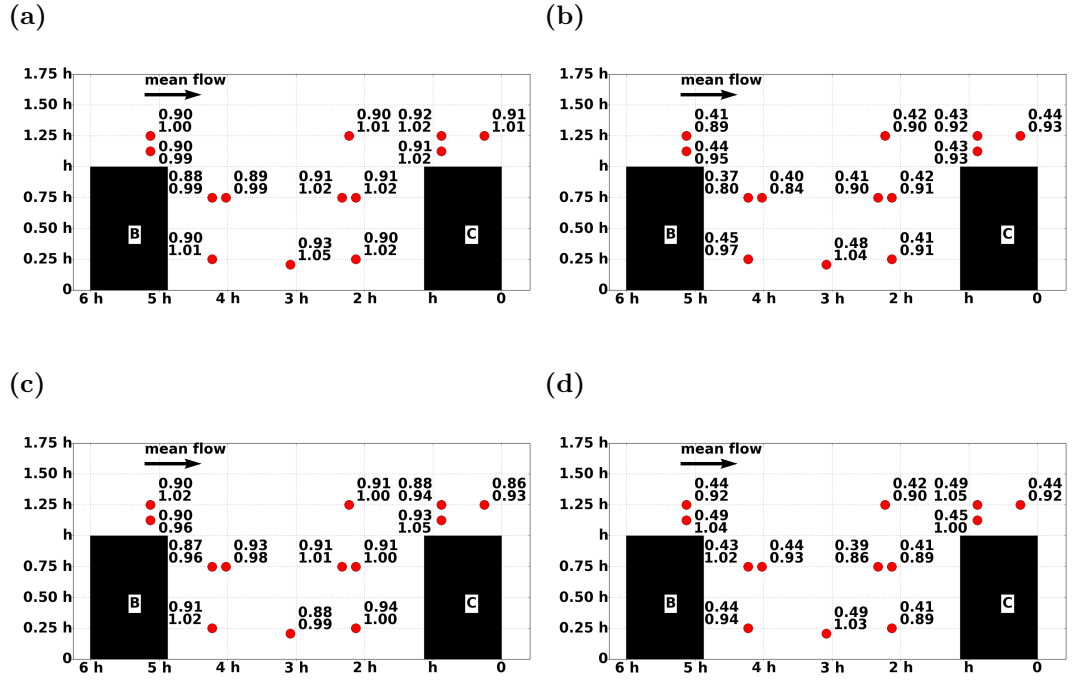 (a)
1.75 h
mean flow
1.50 h
0.90
1.00
0.90
1.01
0.92
1.02
0.91
1.01
1.25 h
0.90
0.99
0.91
1.02
h
0.88
0.99
0.89
0.99
0.91
1.02
0.91
1.02
0.75 h
0.50 h
B
C
0.90
1.01
0.93
1.05
0.90
1.02
0.25 h
0
6 h 5 h 4 h 3 h 2 h h 0
(b)
1.75 h
mean flow
1.50 h
0.41
0.89
0.42
0.90
0.43
0.92
0.44
0.93
1.25 h
0.44
0.95
0.43
0.93
h
0.37
0.80
0.40
0.84
0.41
0.90
0.42
0.91
0.75 h
0.50 h
B
C
0.45
0.97
0.48
1.04
0.41
0.91
0.25 h
0
6 h 5 h 4 h 3 h 2 h h 0
(c)
1.75 h
mean flow
1.50 h
0.90
1.02
0.91
1.00
0.88
0.94
0.86
0.93
1.25 h
0.90
0.96
0.93
1.05
h
0.87
0.96
0.93
0.98
0.91
1.01
0.91
1.00
0.75 h
0.50 h
B
C
0.91
1.02
0.88
0.99
0.94
1.00
0.25 h
0
6 h 5 h 4 h 3 h 2 h h 0
(d)
1.75 h
mean flow
1.50 h
0.44
0.92
0.42
0.90
0.49
1.05
0.44
0.92
1.25 h
0.49
1.04
0.45
1.00
h
0.43
1.02
0.44
0.93
0.39
0.86
0.41
0.89
0.75 h
0.50 h
B
C
0.44
0.94
0.49
1.03
0.41
0.89
0.25 h
0
6 h 5 h 4 h 3 h 2 h h 0